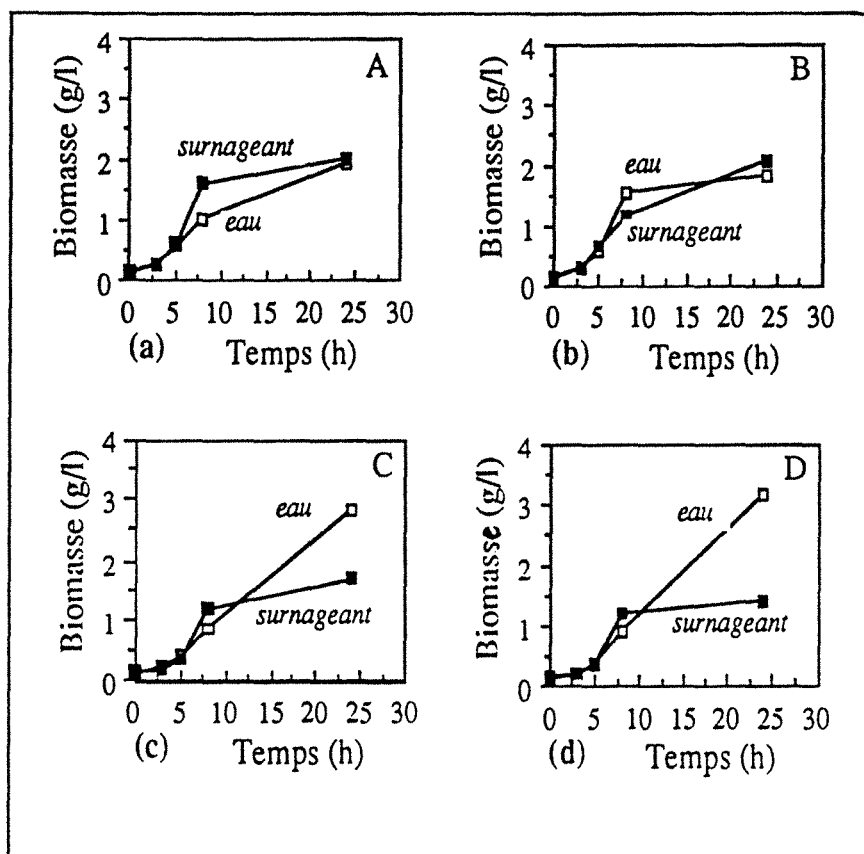 A
Biomasse (g/l)
4
3
2
1
0
surnageant
eau
0 5 10 15 20 25 30
(a) Temps (h)
B
Biomasse (g/l)
4
3
2
1
0
eau
surnageant
0 5 10 15 20 25 30
(b) Temps (h)
C
Biomasse (g/l)
4
3
2
1
0
eau
surnageant
0 5 10 15 20 25 30
(c) Temps (h)
D
Biomasse (g/l)
4
3
2
1
0
eau
surnageant
0 5 10 15 20 25 30
(d) Temps (h)